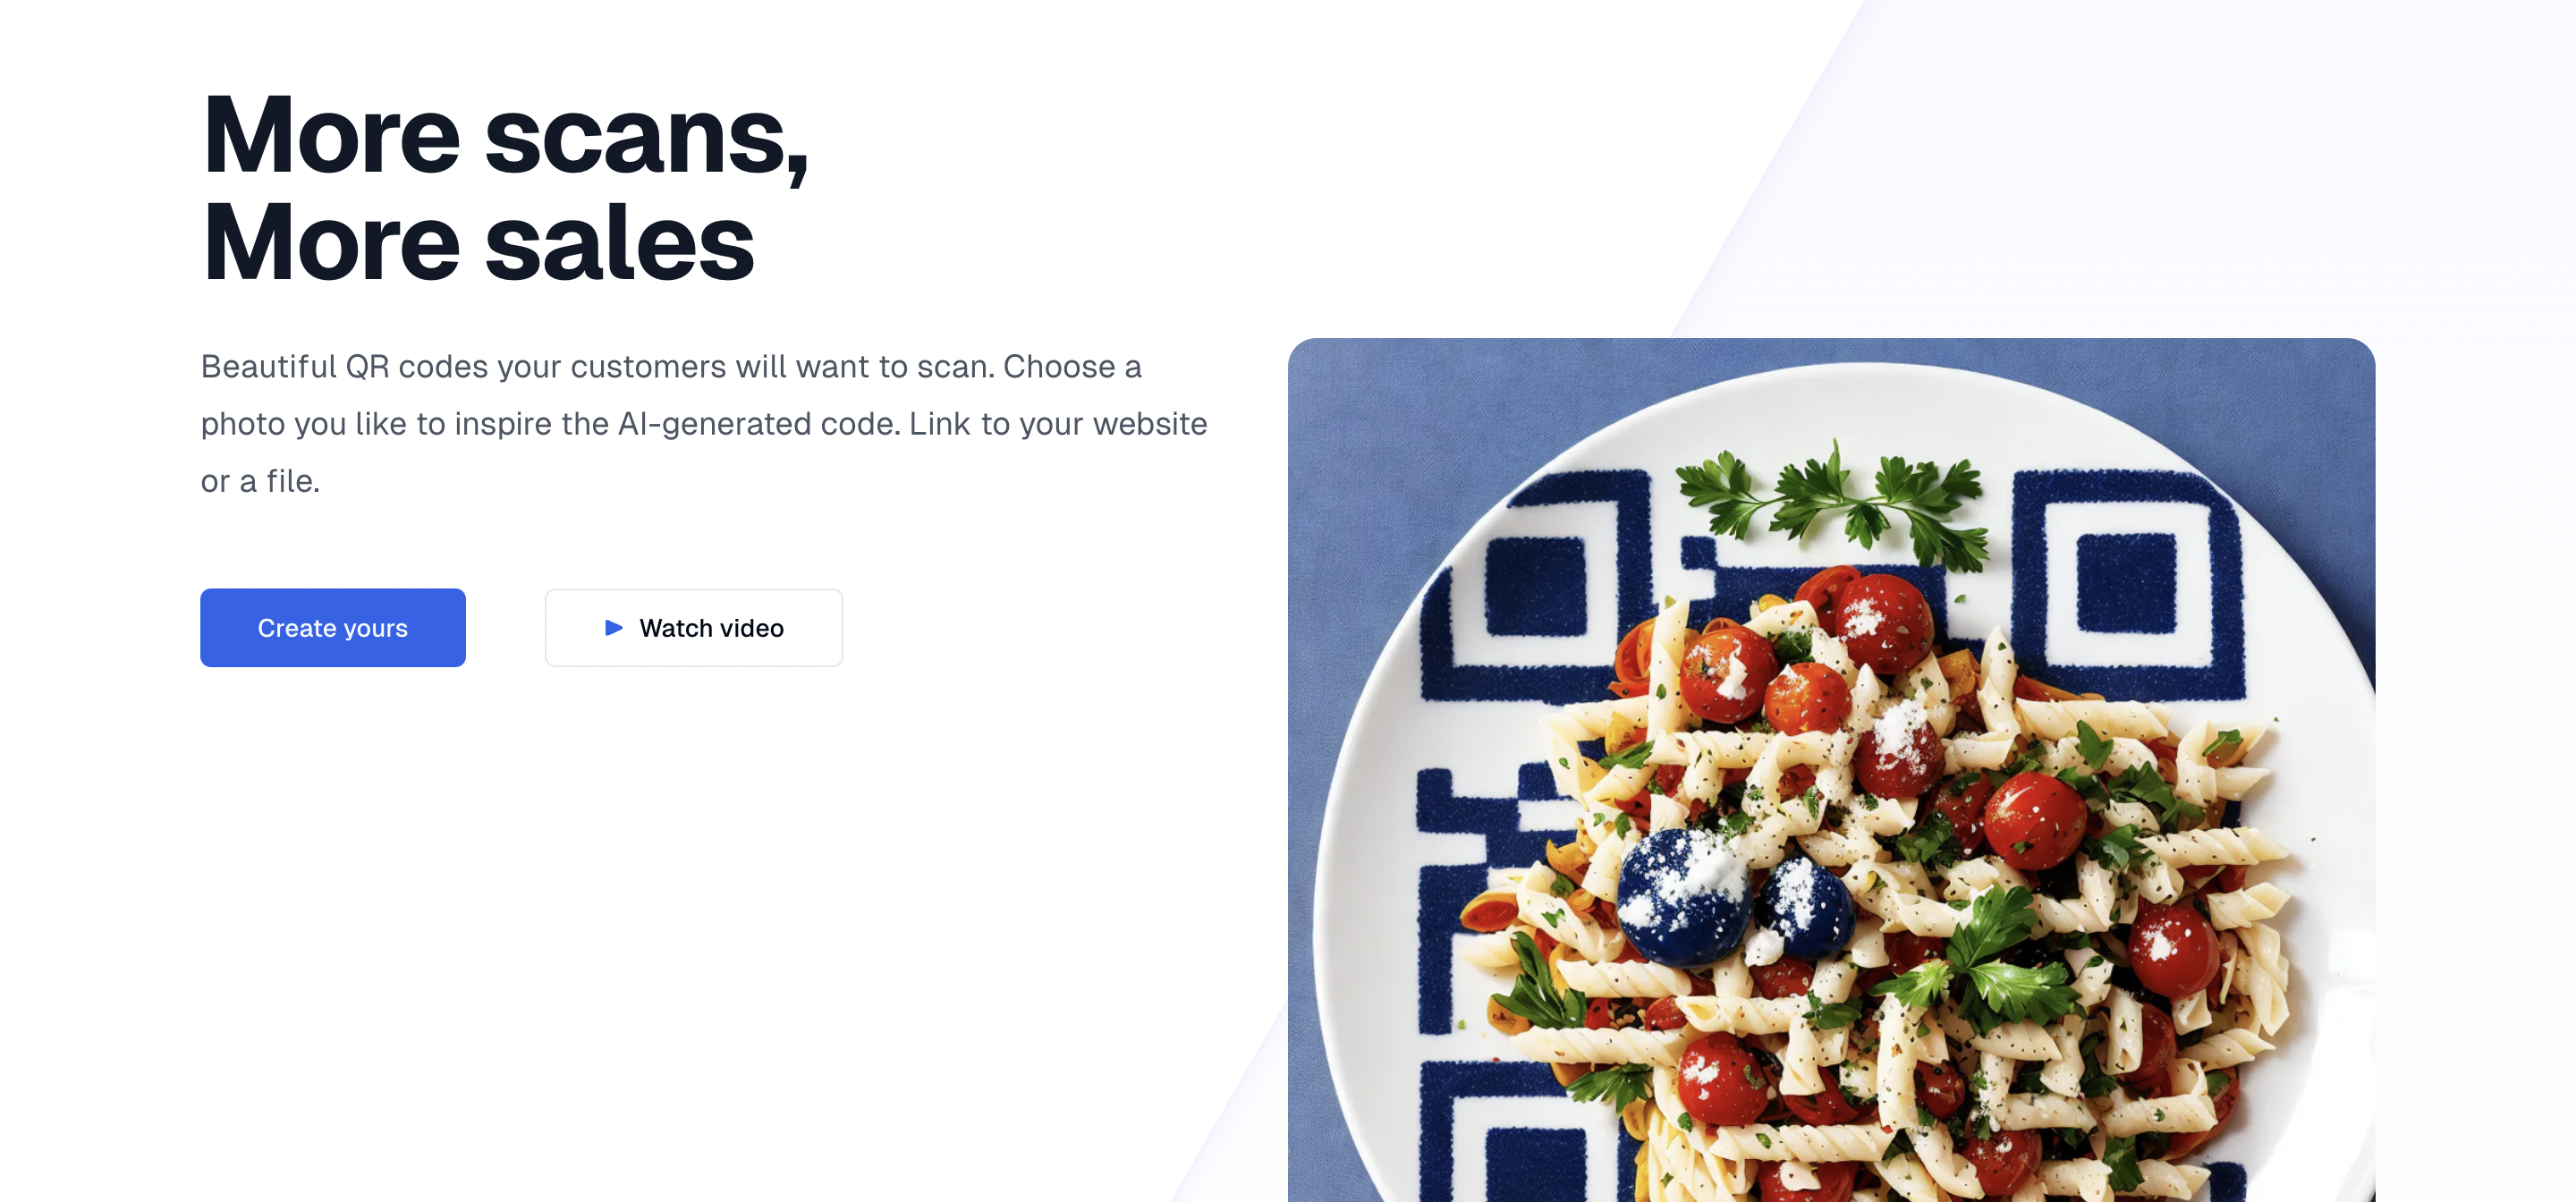 More scans,
More sales
Beautiful QR codes your customers will want to scan. Choose a
photo you like to inspire the AI-generated code. Link to your website
or a file.
Create yours
Watch video